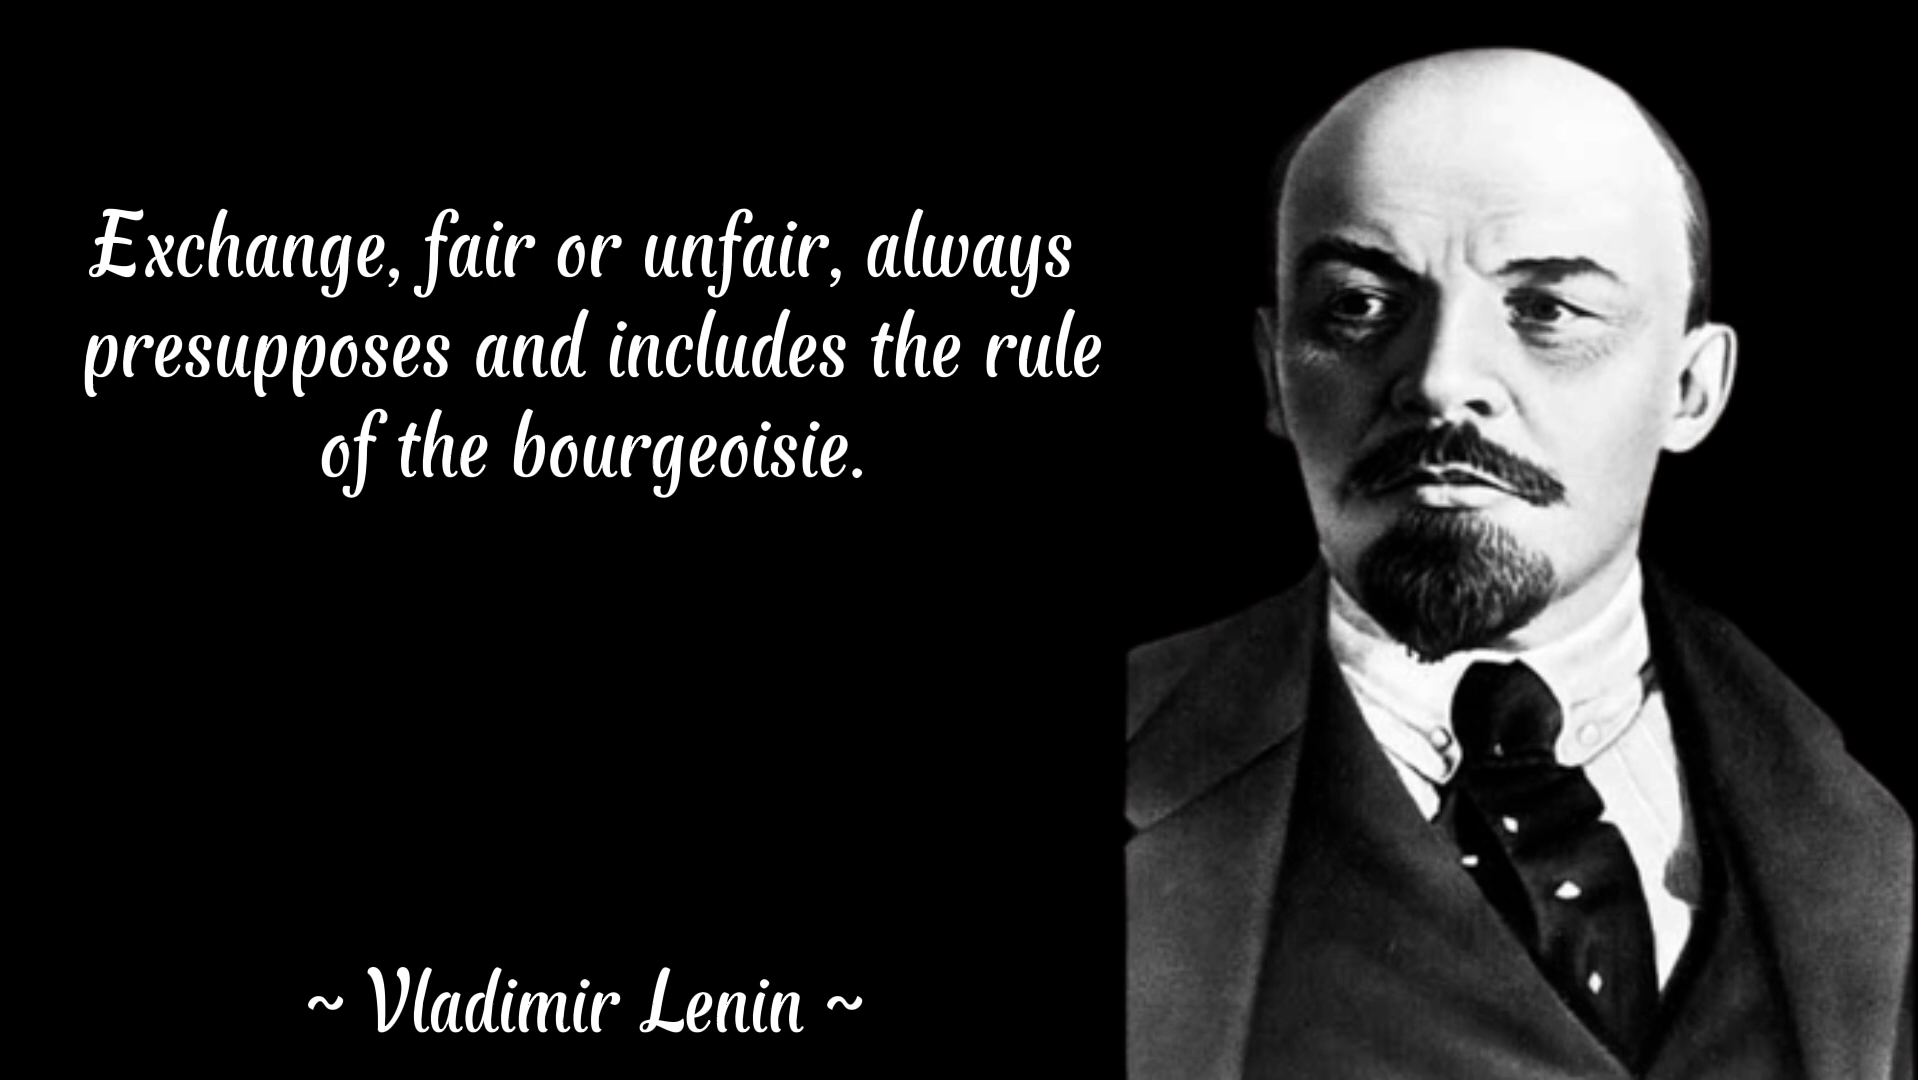 Exchange, fair or unfair, always
presupposes and includes the rule
of the bourgeoisie.
~ Vladimir Lenin ~